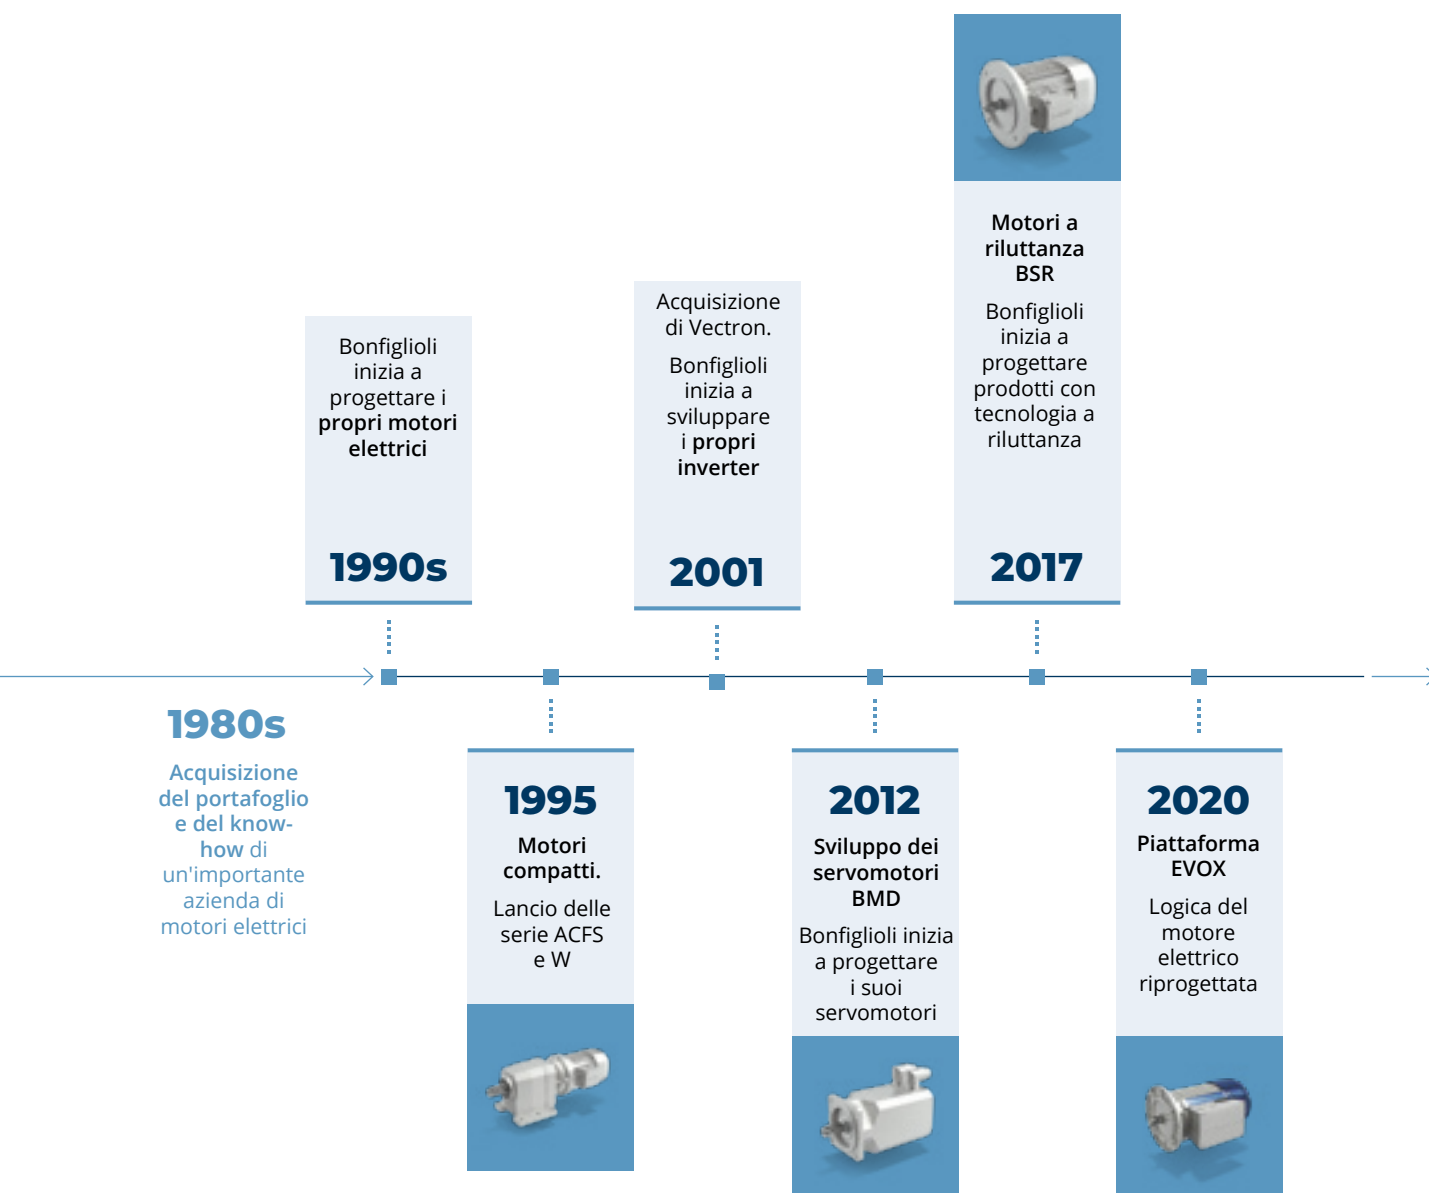 1980s
Acquisizione
del portafoglio
e del know-
how di
un'importante
azienda di
motori elettrici
Bonfiglioli
inizia a
progettare i
propri motori
elettrici
1990s
1995
Motori
compatti.
Lancio delle
serie ACFS
e W
Acquisizione
di Vectron.
Bonfiglioli
inizia a
sviluppare
i propri
inverter
2001
2012
Sviluppo dei
servomotori
BMD
Bonfiglioli inizia
a progettare
i suoi
servomotori
Motori a
riluttanza
BSR
Bonfiglioli
inizia a
progettare
prodotti con
tecnologia a
riluttanza
2017
2020
Piattaforma
EVOX
Logica del
motore
elettrico
riprogettata